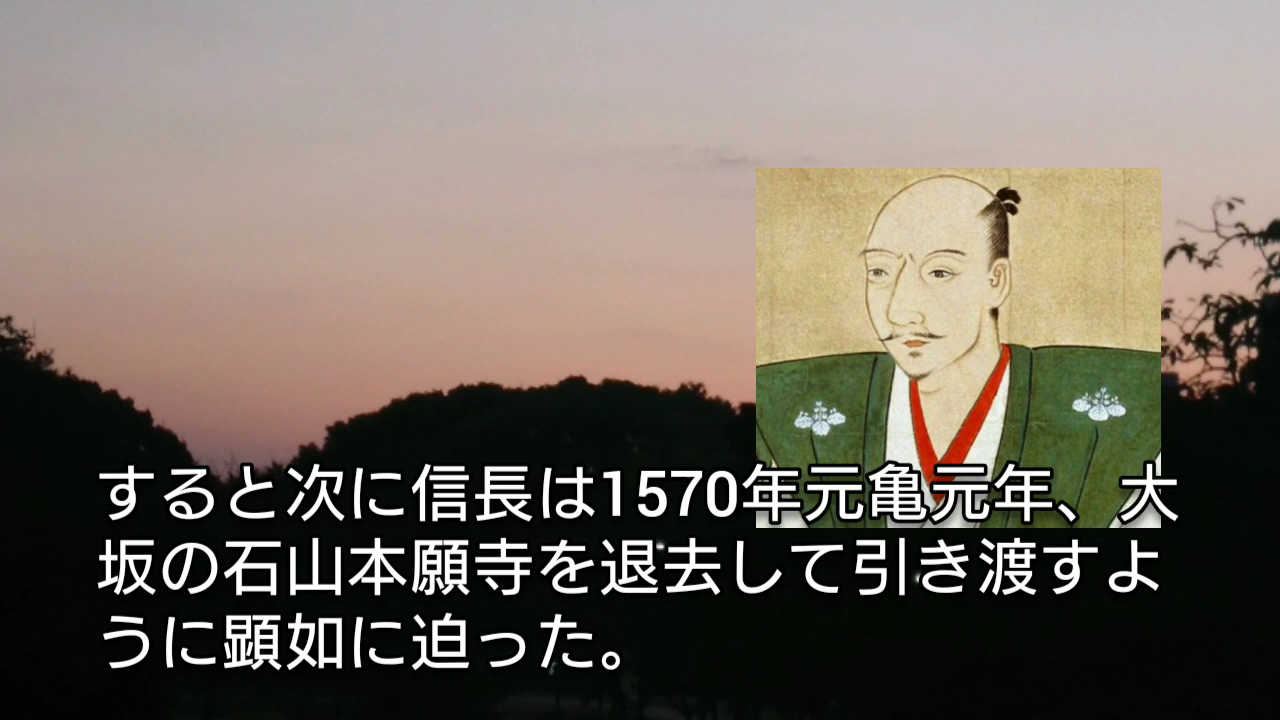 すると次に信長は1570年元亀元年、大
坂の石山本願寺を退去して引き渡すよ
うに顕如に迫った。